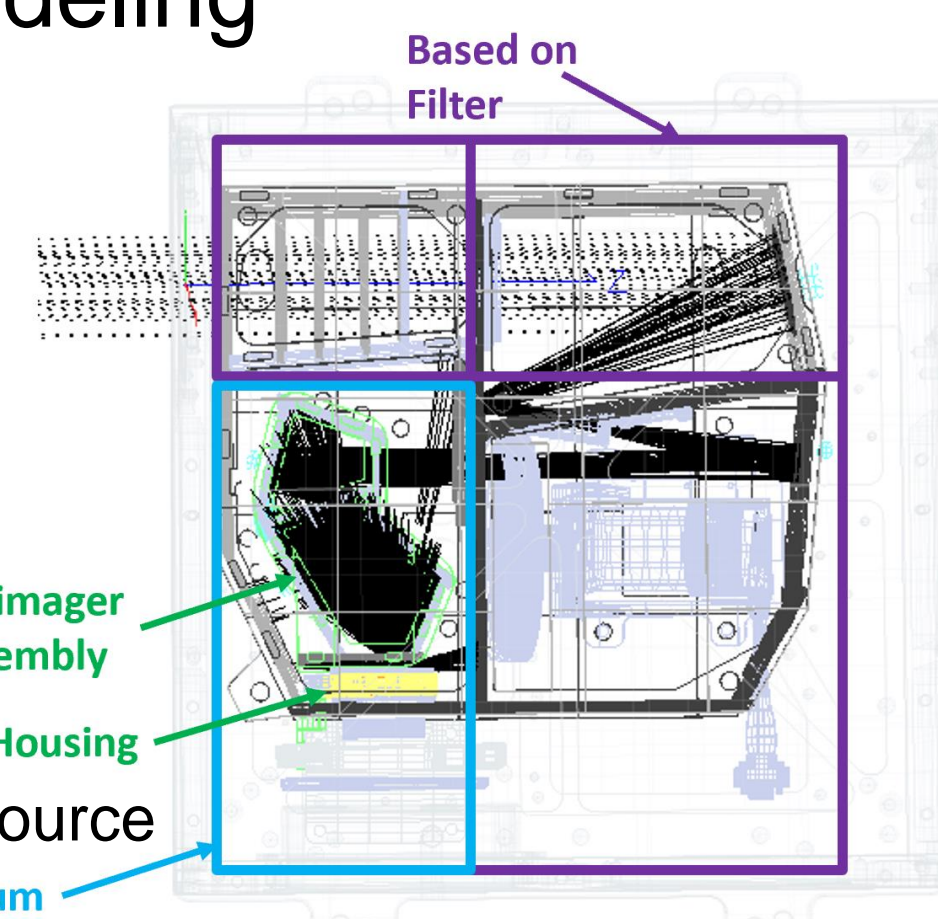 deling
Based on
Filter
Z
imager
embly
Housing
ource
um